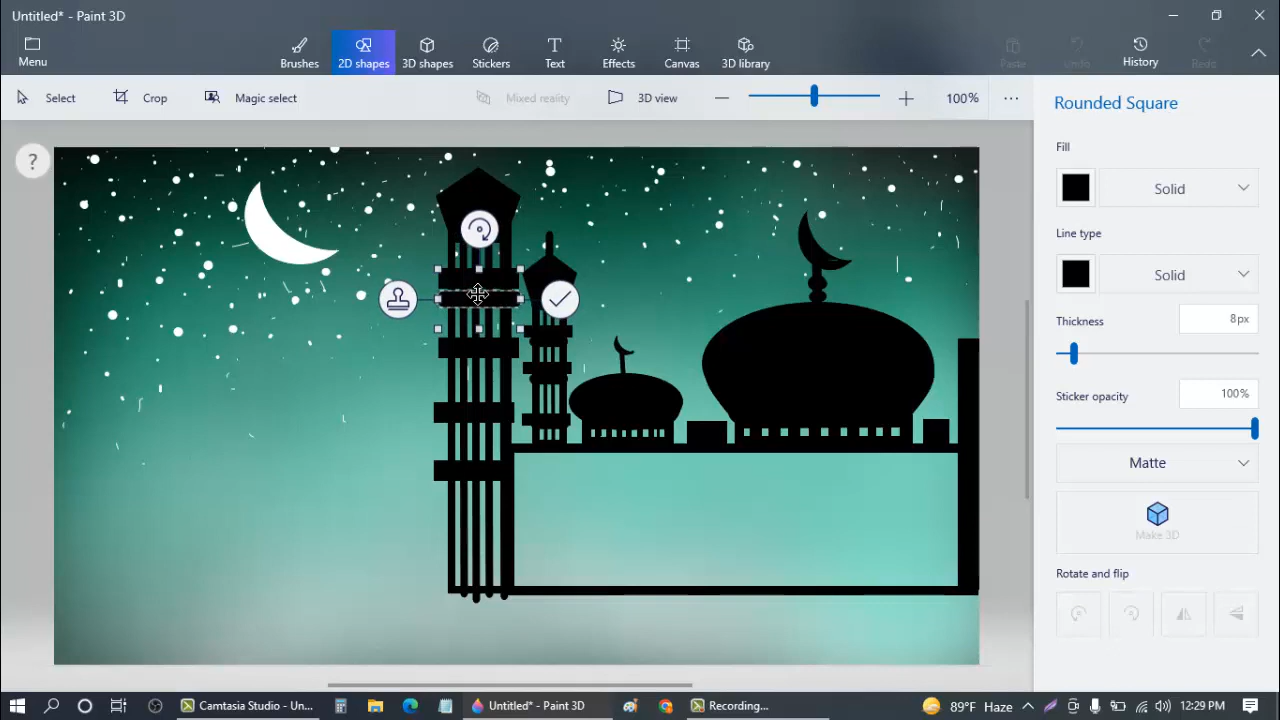 Untitled* - Paint 3D
Menu
Brushes
2D shapes
3D shapes
Stickers
Text
Effects
Canvas
3D library
Paste
Undo
History
Redo
Select
Crop
Magic select
Mixed reality
3D view
100%
Rounded Square
?
Fill
Solid
Line type
Solid
Thickness
8px
Sticker opacity
100%
Matte
Make 3D
Rotate and flip
Camtasia Studio - Un...
Untitled* - Paint 3D
Recording...
89°F Haze
12:29 PM